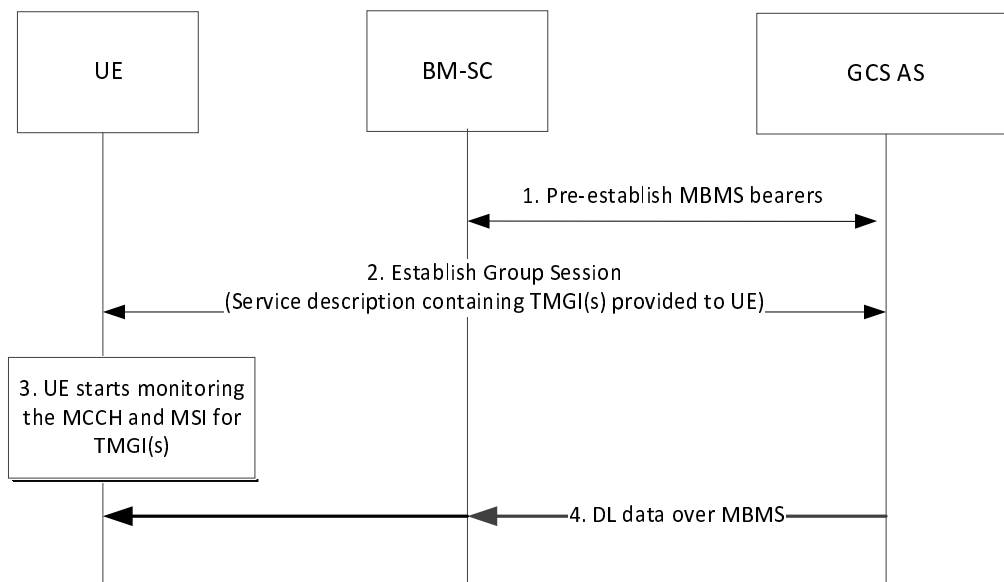 UE
BM-SC
GCS AS
1. Pre-establish MBMS bearers
2. Establish Group Session
(Service description containing TMGI(s) provided to UE)
3. UE starts monitoring
the MCCH and MSI for
TMGI(s)
4. DL data over MBMS